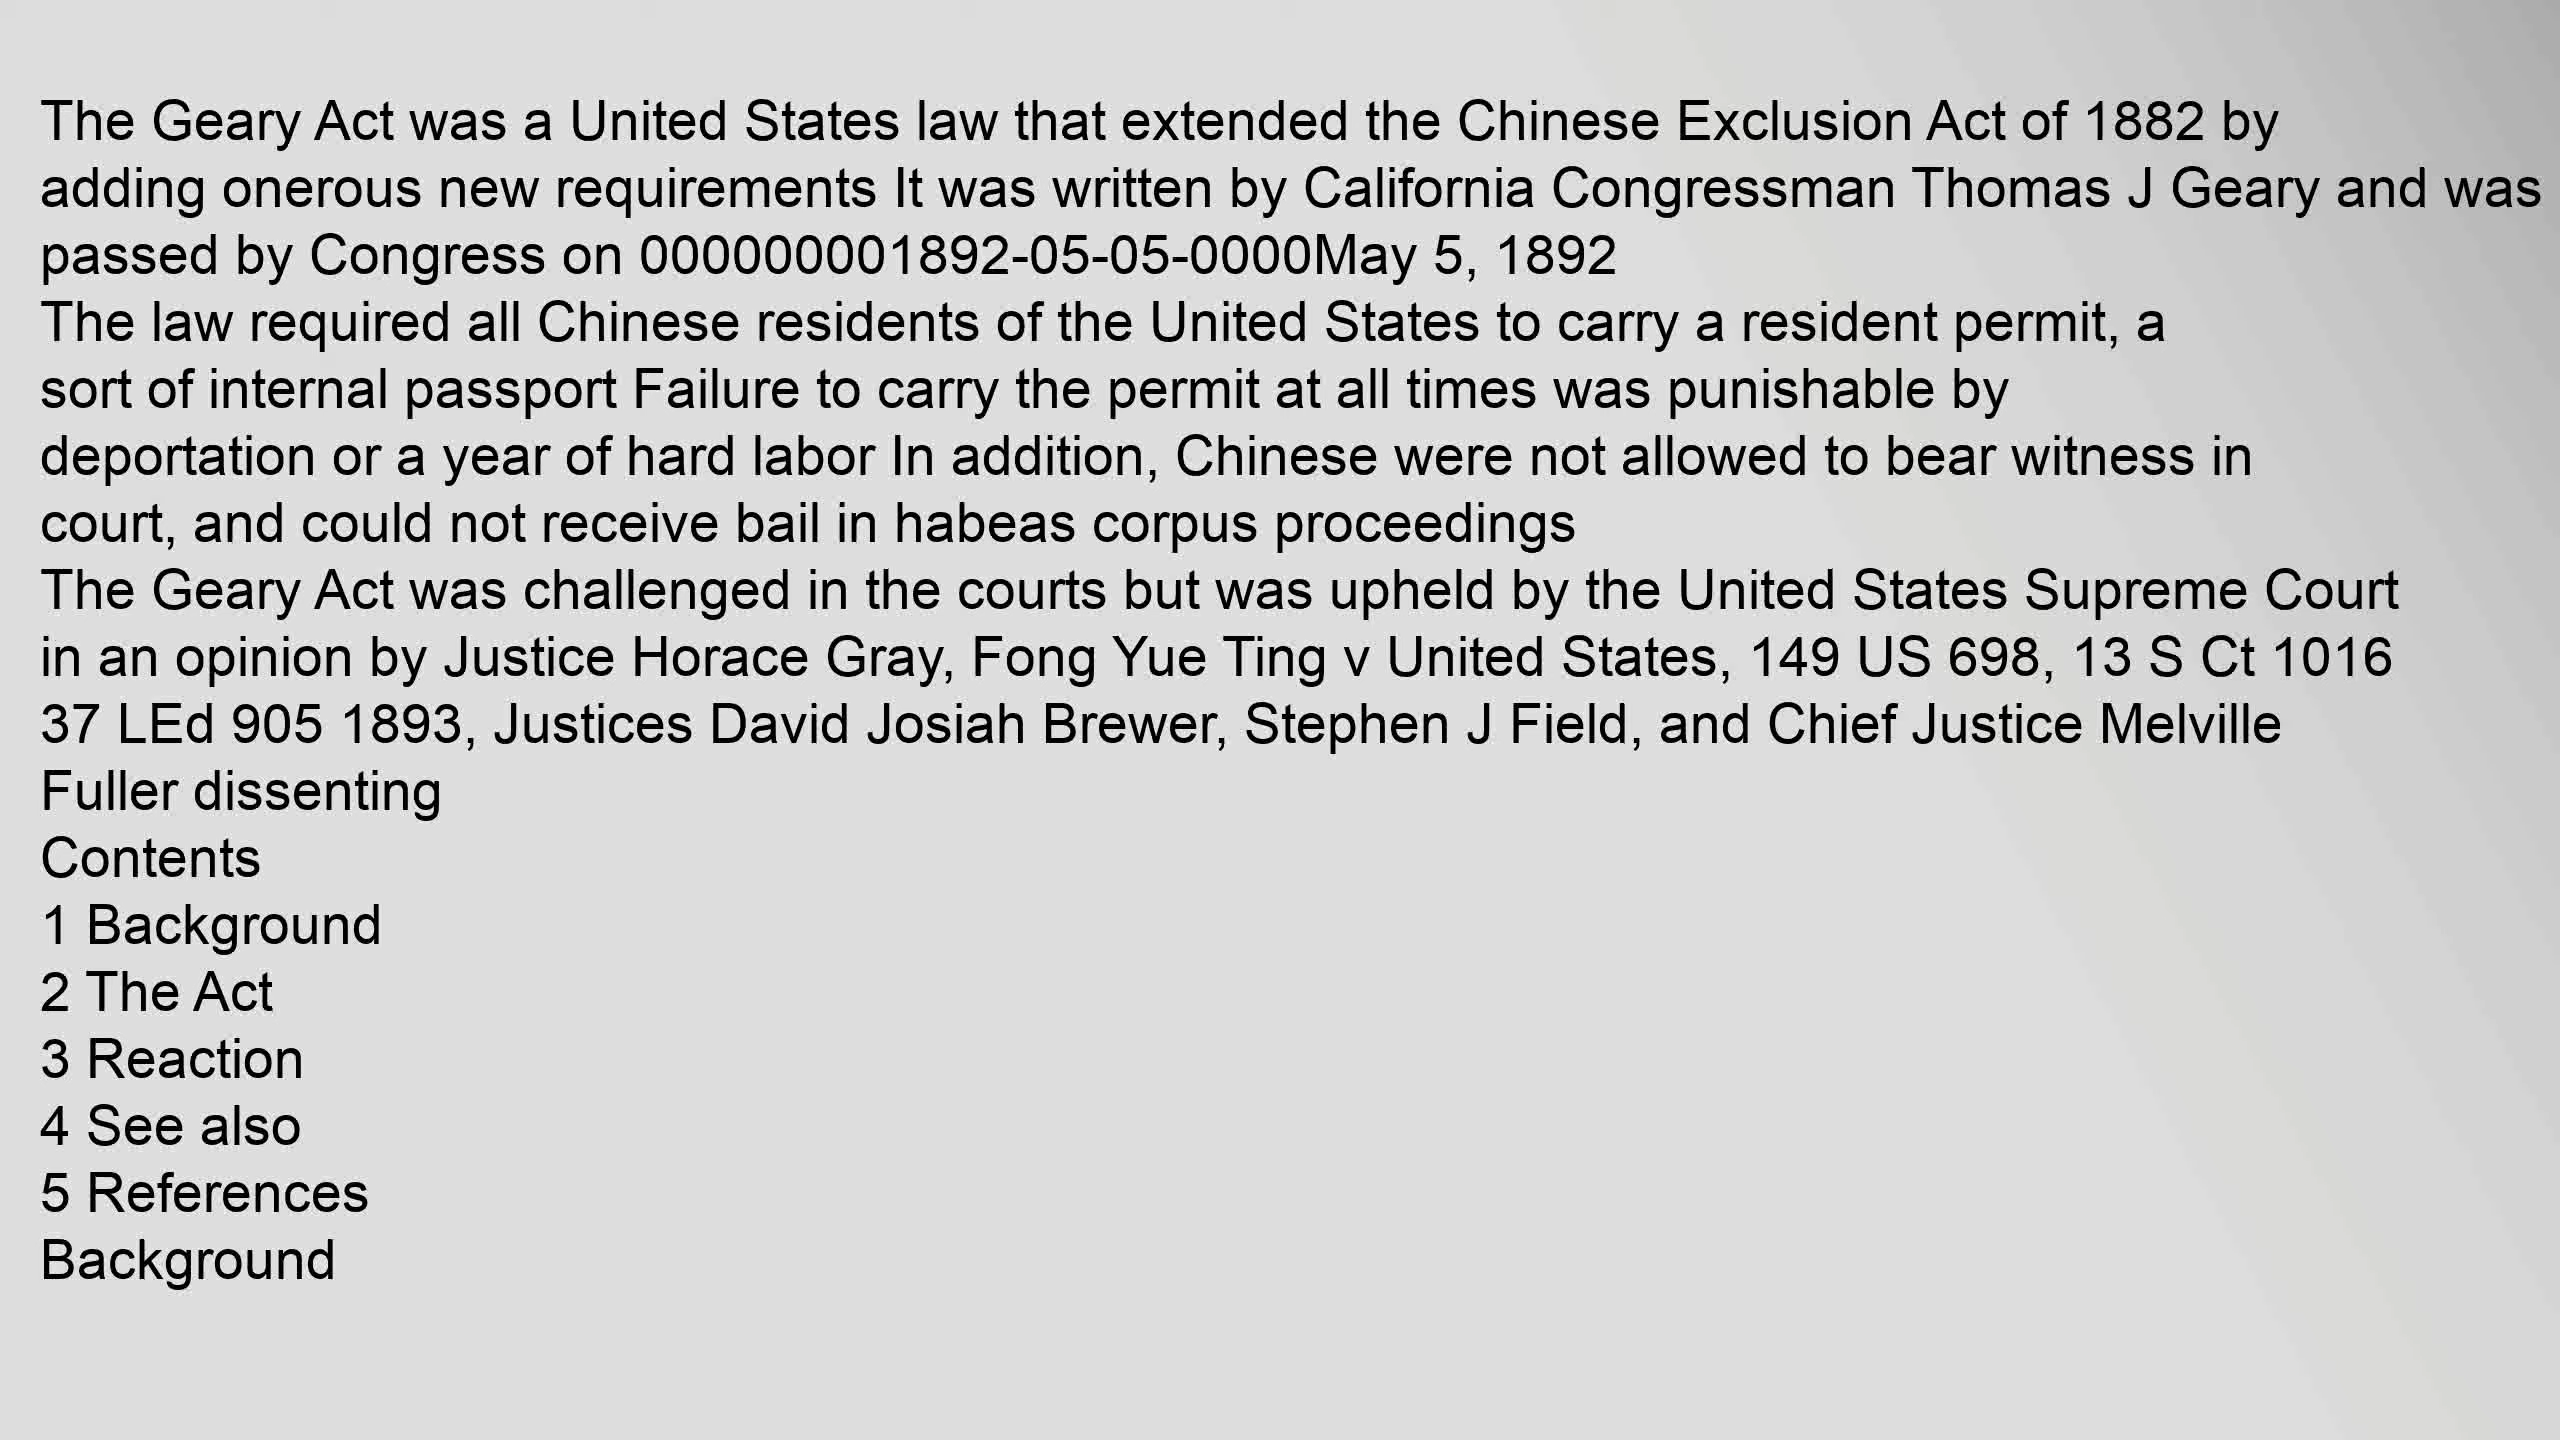 The Geary Act was a United States law that extended the Chinese Exclusion Act of 1882 by
adding onerous new requirements It was written by California Congressman Thomas J Geary and was
passed by Congress on 000000001892-05-05-0000May 5, 1892
The law required all Chinese residents of the United States to carry a resident permit, a
sort of internal passport Failure to carry the permit at all times was punishable by
deportation or a year of hard labor In addition, Chinese were not allowed to bear witness in
court, and could not receive bail in habeas corpus proceedings
The Geary Act was challenged in the courts but was upheld by the United States Supreme Court
in an opinion by Justice Horace Gray, Fong Yue Ting v United States, 149 US 698, 13 S Ct 1016
37 LEd 905 1893, Justices David Josiah Brewer, Stephen J Field, and Chief Justice Melville
Fuller dissenting
Contents
1 Background
2 The Act
3 Reaction
4 See also
5 References
Background